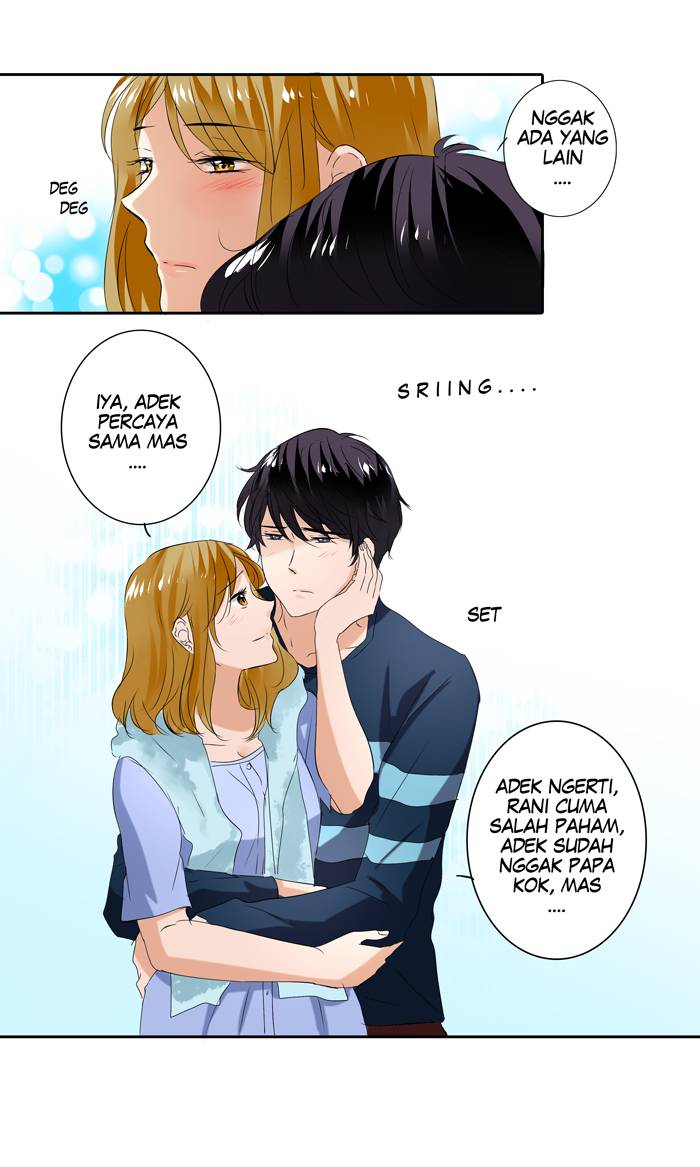 NGGAK
ADA YANG
LAIN
....
DEG
DEG
IYA, ADEK
PERCAYA
SAMA MAS
....
SRIING....
SET
ADEK NGERTI,
RANI CUMA
SALAH PAHAM,
ADEK SUDAH
NGGAK PAPA
KOK, MAS
....